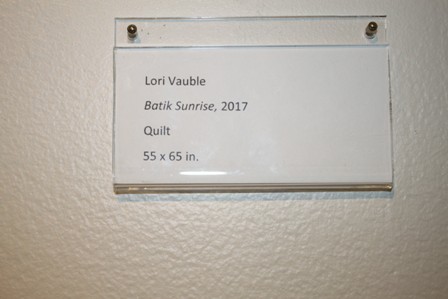 Lori Vauble
Batik Sunrise, 2017
Quilt
55 x 65 in.